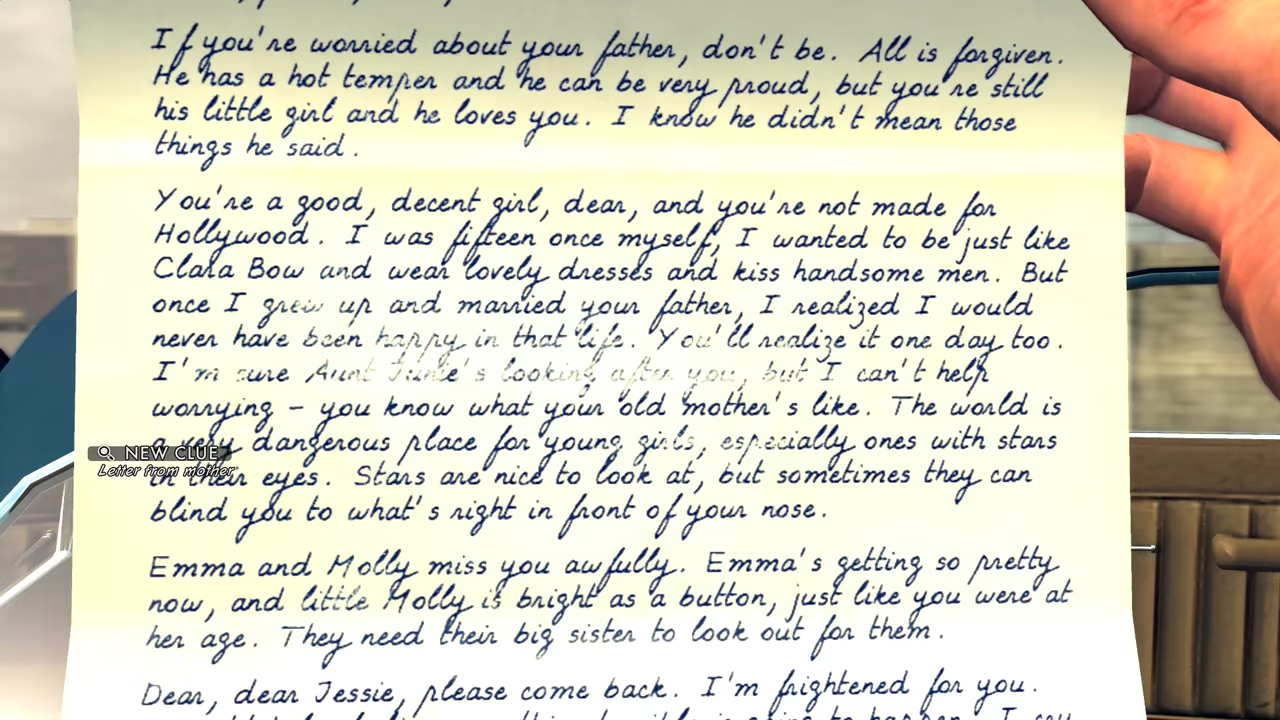 If you're worried about your father, don't be. All is forgiven.
He has a hot temper and he can be very proud, but you're still
his little girl and he loves you. I know he didn't mean those
things he said.
You're a good, decent girl, dear, and you're not made for
Hollywood. I was fifteen once myself, I wanted to be just like
Clara Bow and wear lovely dresses and kiss handsome men. But
once I grew up and married your father, I realized I would
never have been happy in that life. You'll realize it one day too.
I'm sure Aunt Junie's looking after you, but I can't help
worrying - you know what your old mother's like. The world is
a very dangerous place for young girls, especially ones with stars
NEW CLUE
Letter from mother
in their eyes. Stars are nice to look at, but sometimes they can
blind you to what's right in front of your nose.
Emma and Molly miss you awfully. Emma's getting so pretty
now, and little Molly is bright as a button, just like you were at
her age. They need their big sister to look out for them.
Dear, dear Jessie, please come back. I'm frightened for you.